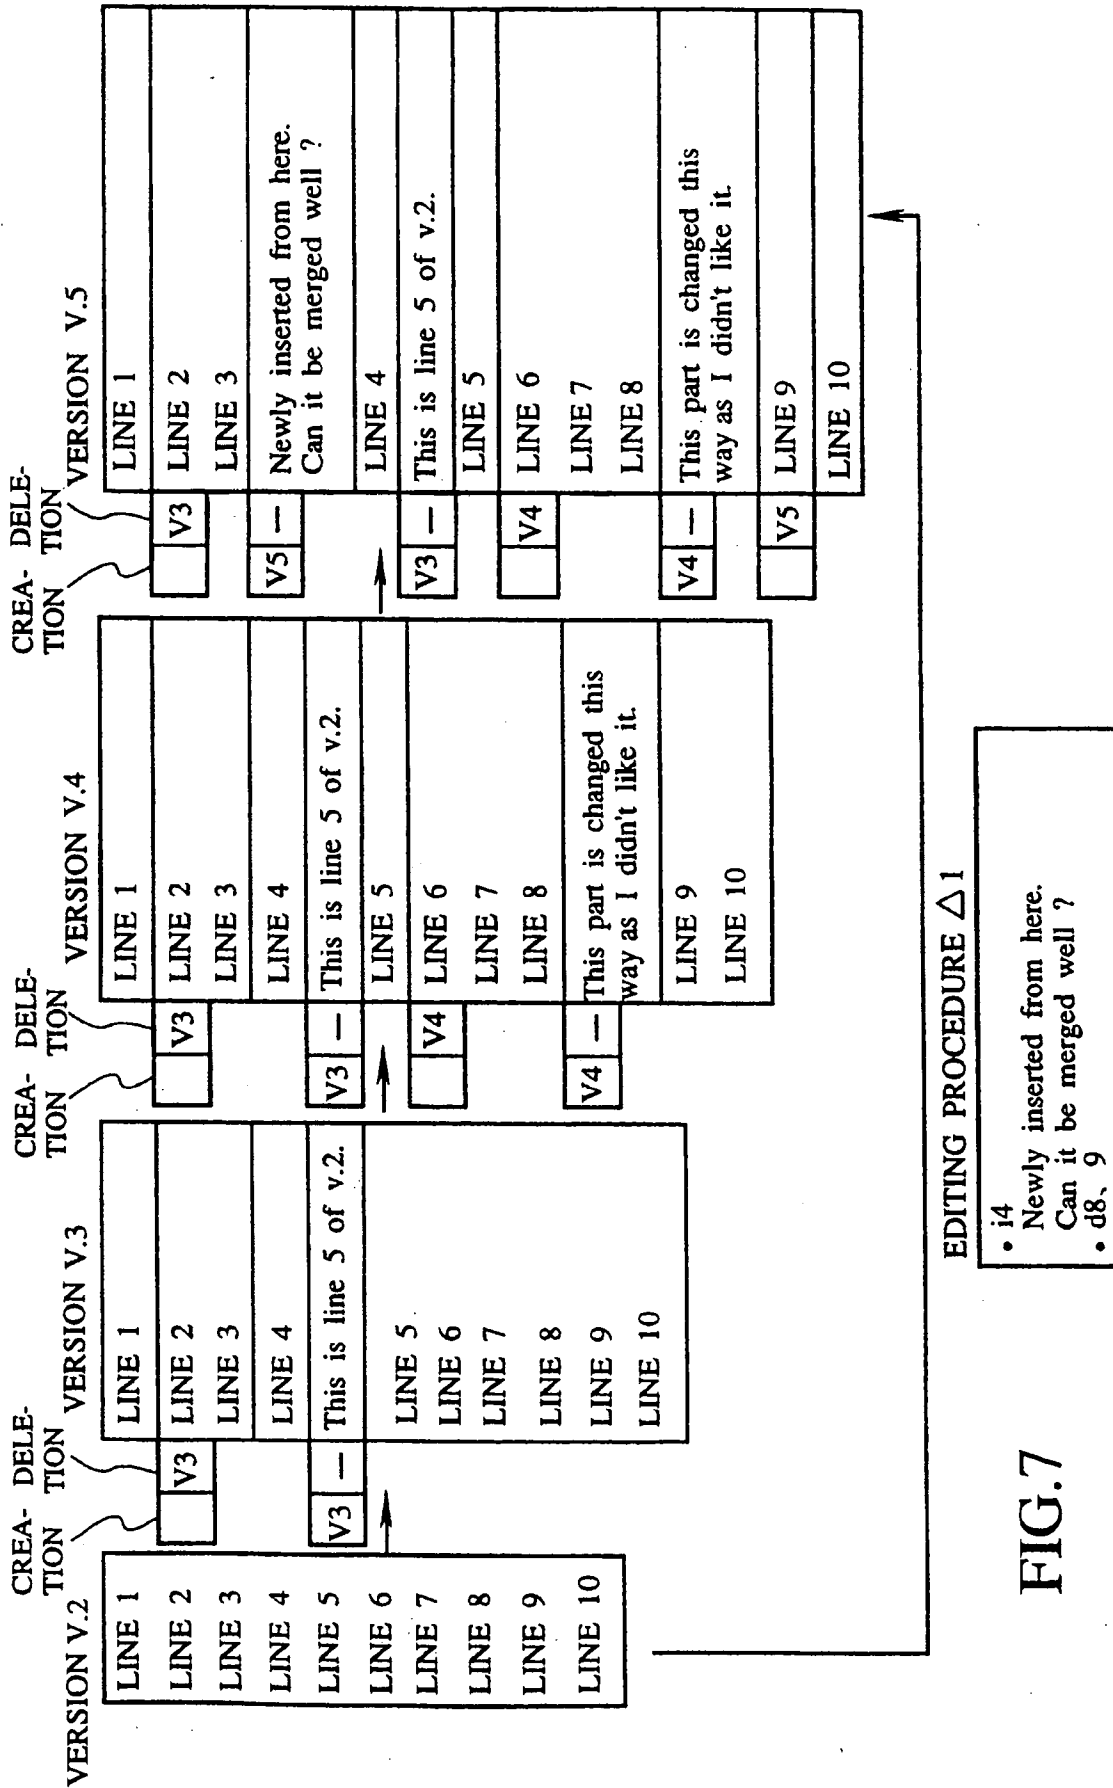 CREA-
TION
DELE-
TION
VERSION V.2
LINE 1
LINE 2
LINE 3
LINE 4
LINE 5
LINE 6
LINE 7
LINE 8
LINE 9
LINE 10
VERSION V.3
V3
V3 —
LINE 1
LINE 2
LINE 3
LINE 4
This is line 5 of v.2.
LINE 5
LINE 6
LINE 7
LINE 8
LINE 9
LINE 10
CREA-
TION
DELE-
TION
VERSION V.4
V3
V3 —
V4
V4 —
LINE 1
LINE 2
LINE 3
LINE 4
This is line 5 of v.2.
LINE 5
LINE 6
LINE 7
LINE 8
This part is changed this
way as I didn't like it.
LINE 9
LINE 10
CREA-
TION
DELE-
TION
VERSION V.5
V3
V5 —
V3 —
V4
V4 —
V5
LINE 1
LINE 2
LINE 3
Newly inserted from here.
Can it be merged well ?
LINE 4
This is line 5 of v.2.
LINE 5
LINE 6
LINE 7
LINE 8
This part is changed this
way as I didn't like it.
LINE 9
LINE 10
EDITING PROCEDURE △1
• i4
Newly inserted from here.
Can it be merged well ?
• d8、9
FIG.7